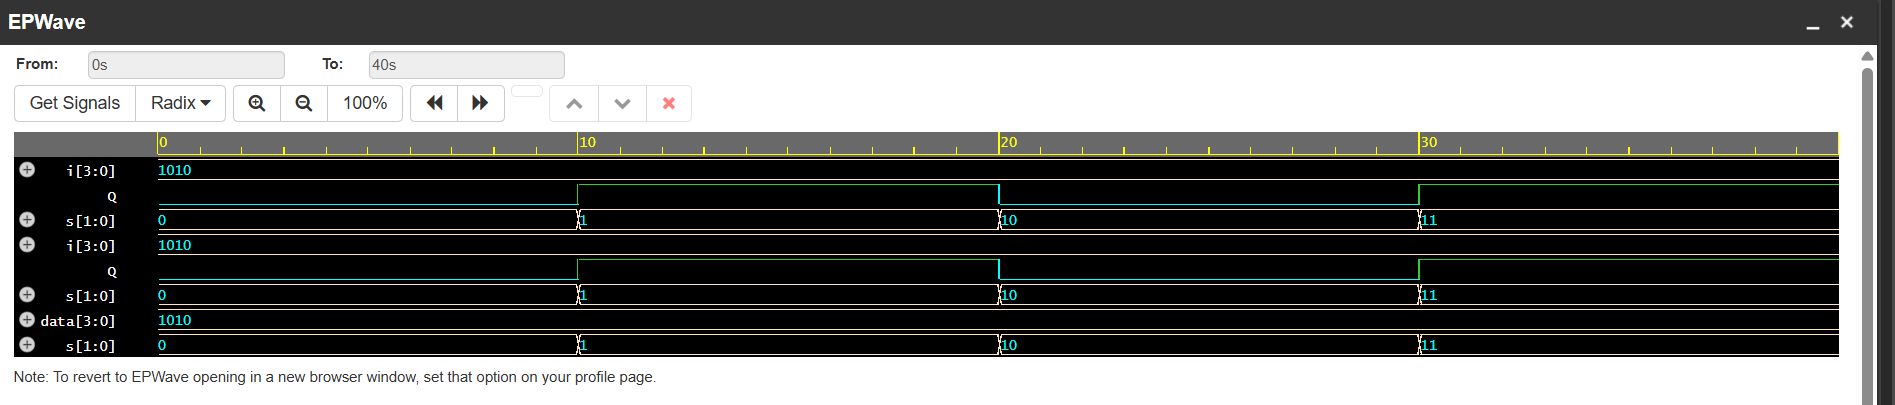 EPWave
From: 0s To: 40s
Get Signals Radix 100%
0 10 20 30
i[3:0] 1010
Q
s[1:0] 0 1 10 11
i[3:0] 1010
Q
s[1:0] 0 1 10 11
data[3:0] 1010
s[1:0] 0 1 10 11
Note: To revert to EPWave opening in a new browser window, set that option on your profile page.